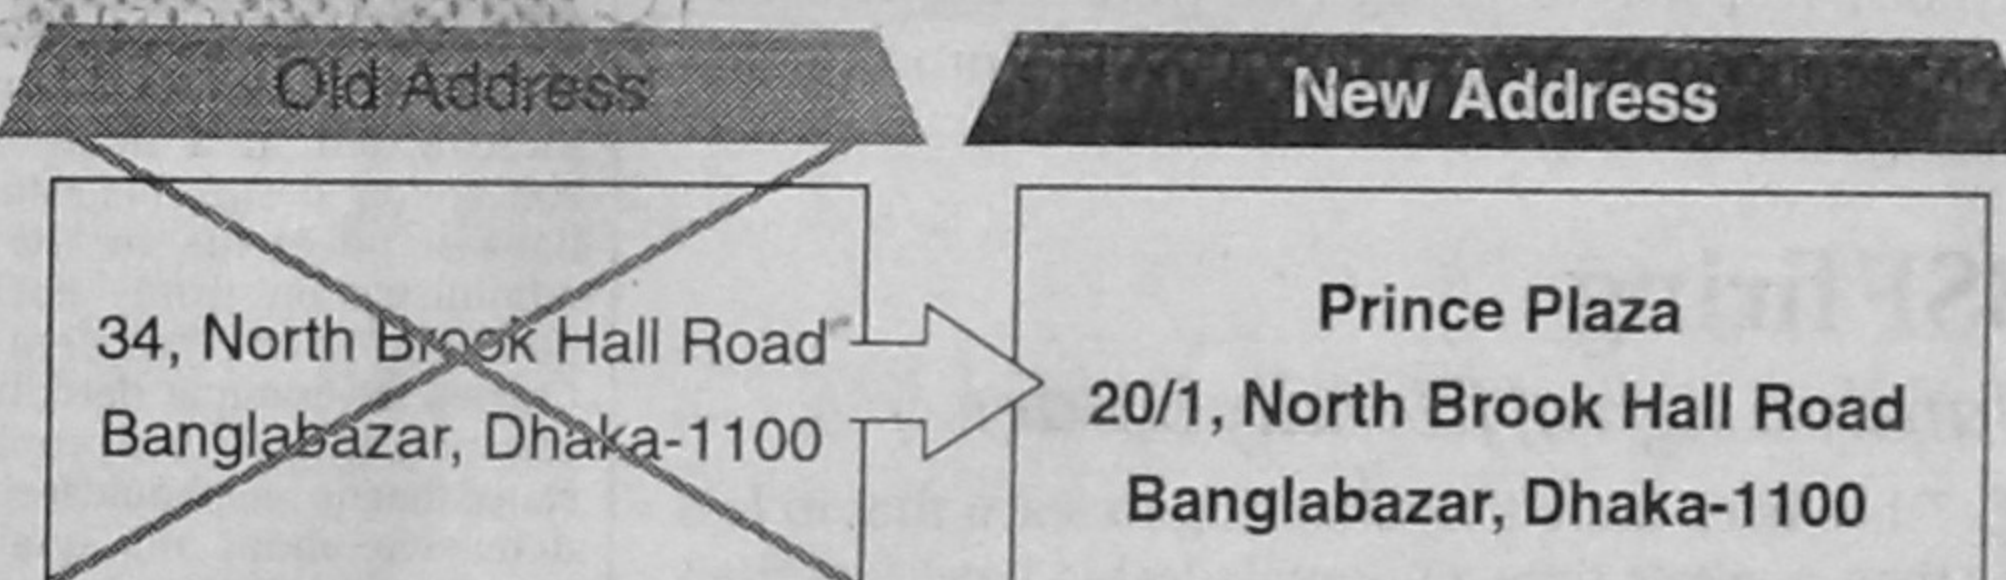 Old Address
34, North Brook Hall Road
Banglabazar, Dhaka-1100
New Address
Prince Plaza
20/1, North Brook Hall Road
Banglabazar, Dhaka-1100